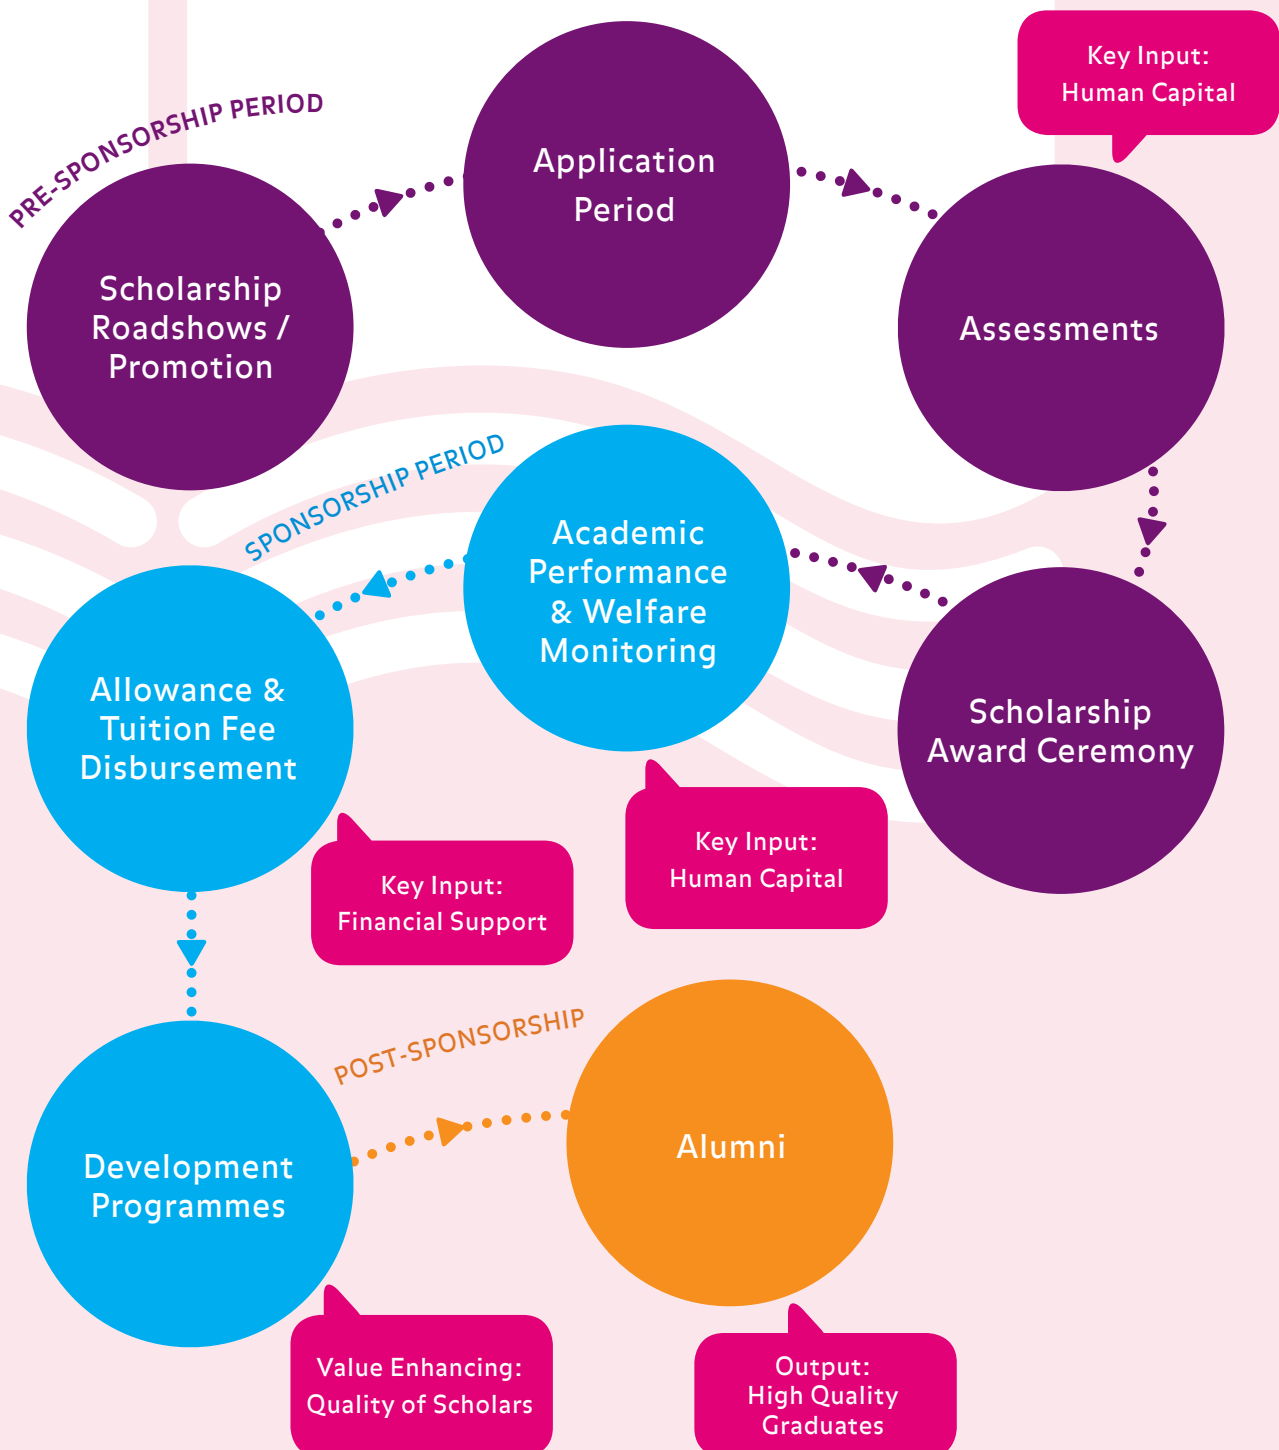 PRE-SPONSORSHIP PERIOD
Scholarship
Roadshows /
Promotion
Application
Period
Key Input:
Human Capital
Assessments
Scholarship
Award Ceremony
SPONSORSHIP PERIOD
Academic
Performance
& Welfare
Monitoring
Key Input:
Human Capital
Allowance &
Tuition Fee
Disbursement
Key Input:
Financial Support
Development
Programmes
Value Enhancing:
Quality of Scholars
POST-SPONSORSHIP
Alumni
Output:
High Quality
Graduates